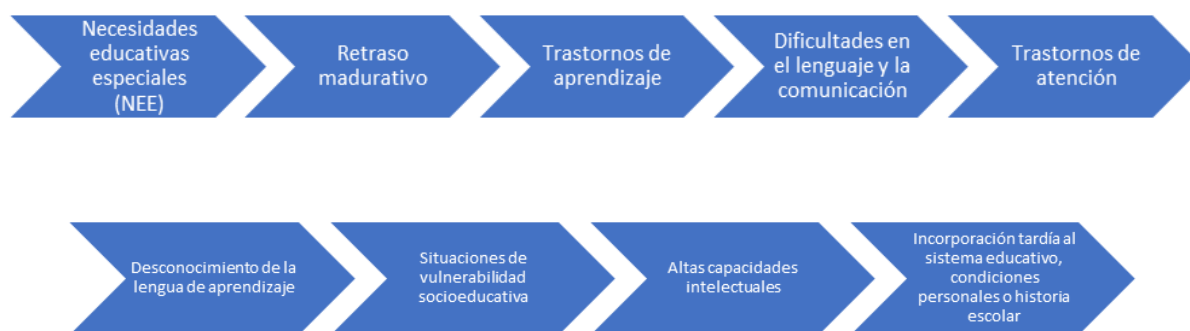 Necesidades
educativas
especiales
(NEE)
Retraso
madurativo
Trastornos de
aprendizaje
Dificultades en
el lenguaje y la
comunicación
Trastornos de
atención
Desconocimiento de la
lengua de aprendizaje
Situaciones de
vulnerabilidad
socioeducativa
Altas capacidades
intelectuales
Incorporación tardía al
sistema educativo,
condiciones
personales o historia
escolar